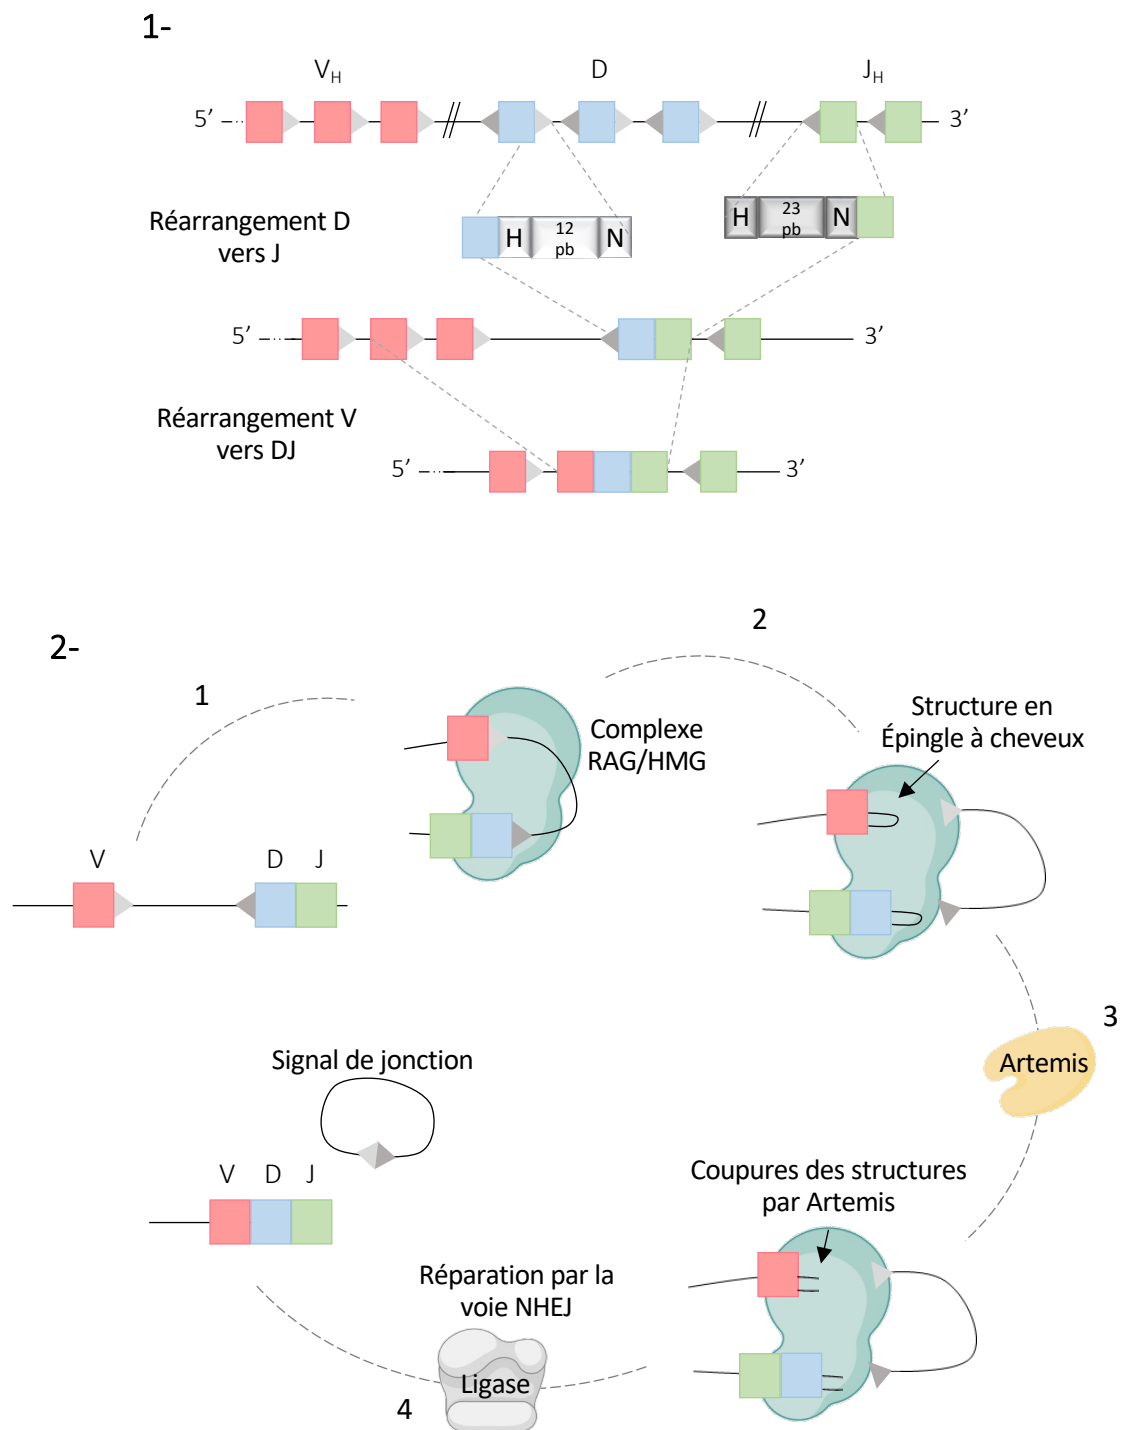 1-
V_H D J_H
5’ 3’
H 12 pb N
H 23 pb N
Réarrangement D
vers J
5’ 3’
Réarrangement V
vers DJ
5’ 3’
2-
1
2
Complexe
RAG/HMG
Structure en
Épingle à cheveux
V D J
3
Artemis
Signal de jonction
V D J
Coupures des structures
par Artemis
Réparation par la
voie NHEJ
Ligase
4